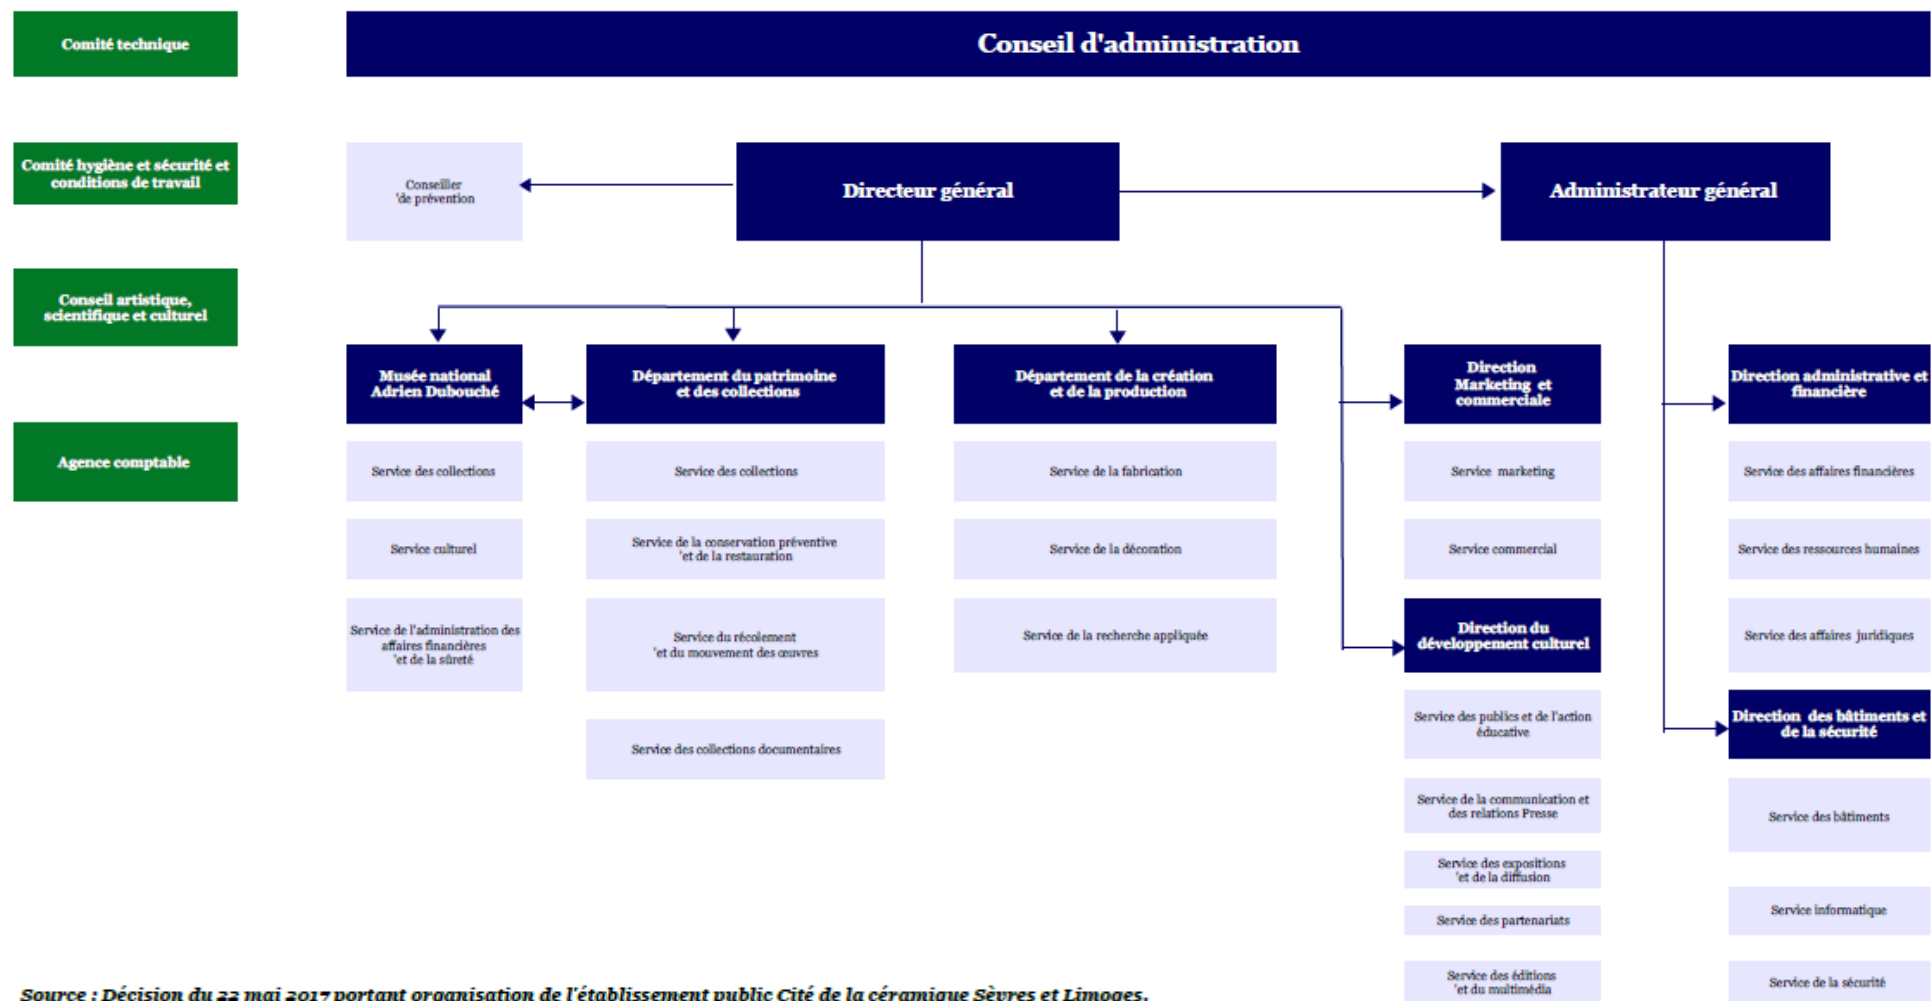 Comité technique
Conseil d'administration
Comité hygiène et sécurité et
conditions de travail
Conseiller
'de prévention
Directeur général
Administrateur général
Conseil artistique,
scientifique et culturel
Agence comptable
Musée national
Adrien Dubouché
Service des collections
Service culturel
Service de l'administration des
affaires financières
'et de la sûreté
Département du patrimoine
et des collections
Service des collections
Service de la conservation préventive
'et de la restauration
Service du récolement
'et du mouvement des œuvres
Service des collections documentaires
Département de la création
et de la production
Service de la fabrication
Service de la décoration
Service de la recherche appliquée
Direction
Marketing et
commerciale
Service marketing
Service commercial
Direction du
développement culturel
Service des publics et de l'action
éducative
Service de la communication et
des relations Presse
Service des expositions
'et de la diffusion
Service des partenariats
Service des éditions
'et du multimédia
Direction administrative et
financière
Service des affaires financières
Service des ressources humaines
Service des affaires juridiques
Direction des bâtiments et
de la sécurité
Service des bâtiments
Service informatique
Service de la sécurité
Source : Décision du 22 mai 2017 portant organisation de l'établissement public Cité de la céramique Sèvres et Limoges.